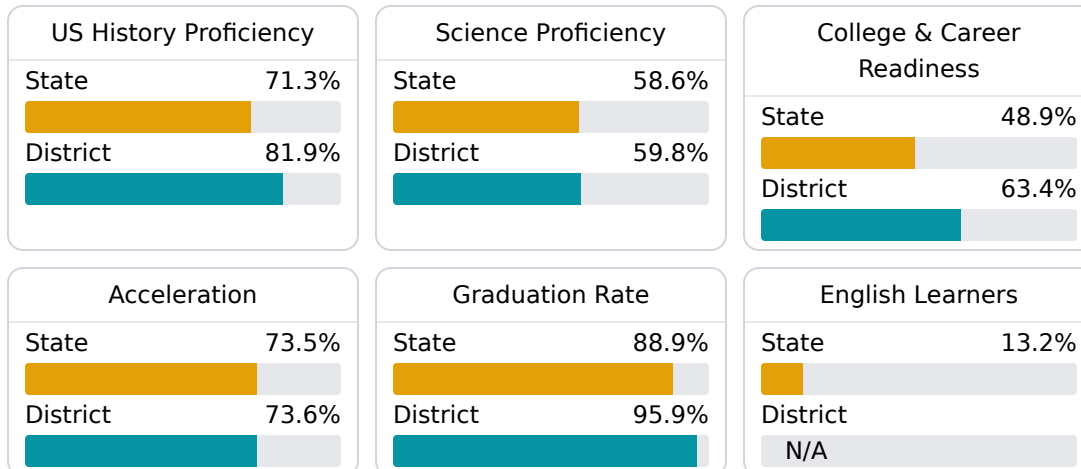 US History Proficiency
State 71.3%
District 81.9%
Science Proficiency
State 58.6%
District 59.8%
College & Career
Readiness
State 48.9%
District 63.4%
Acceleration
State 73.5%
District 73.6%
Graduation Rate
State 88.9%
District 95.9%
English Learners
State 13.2%
District
N/A